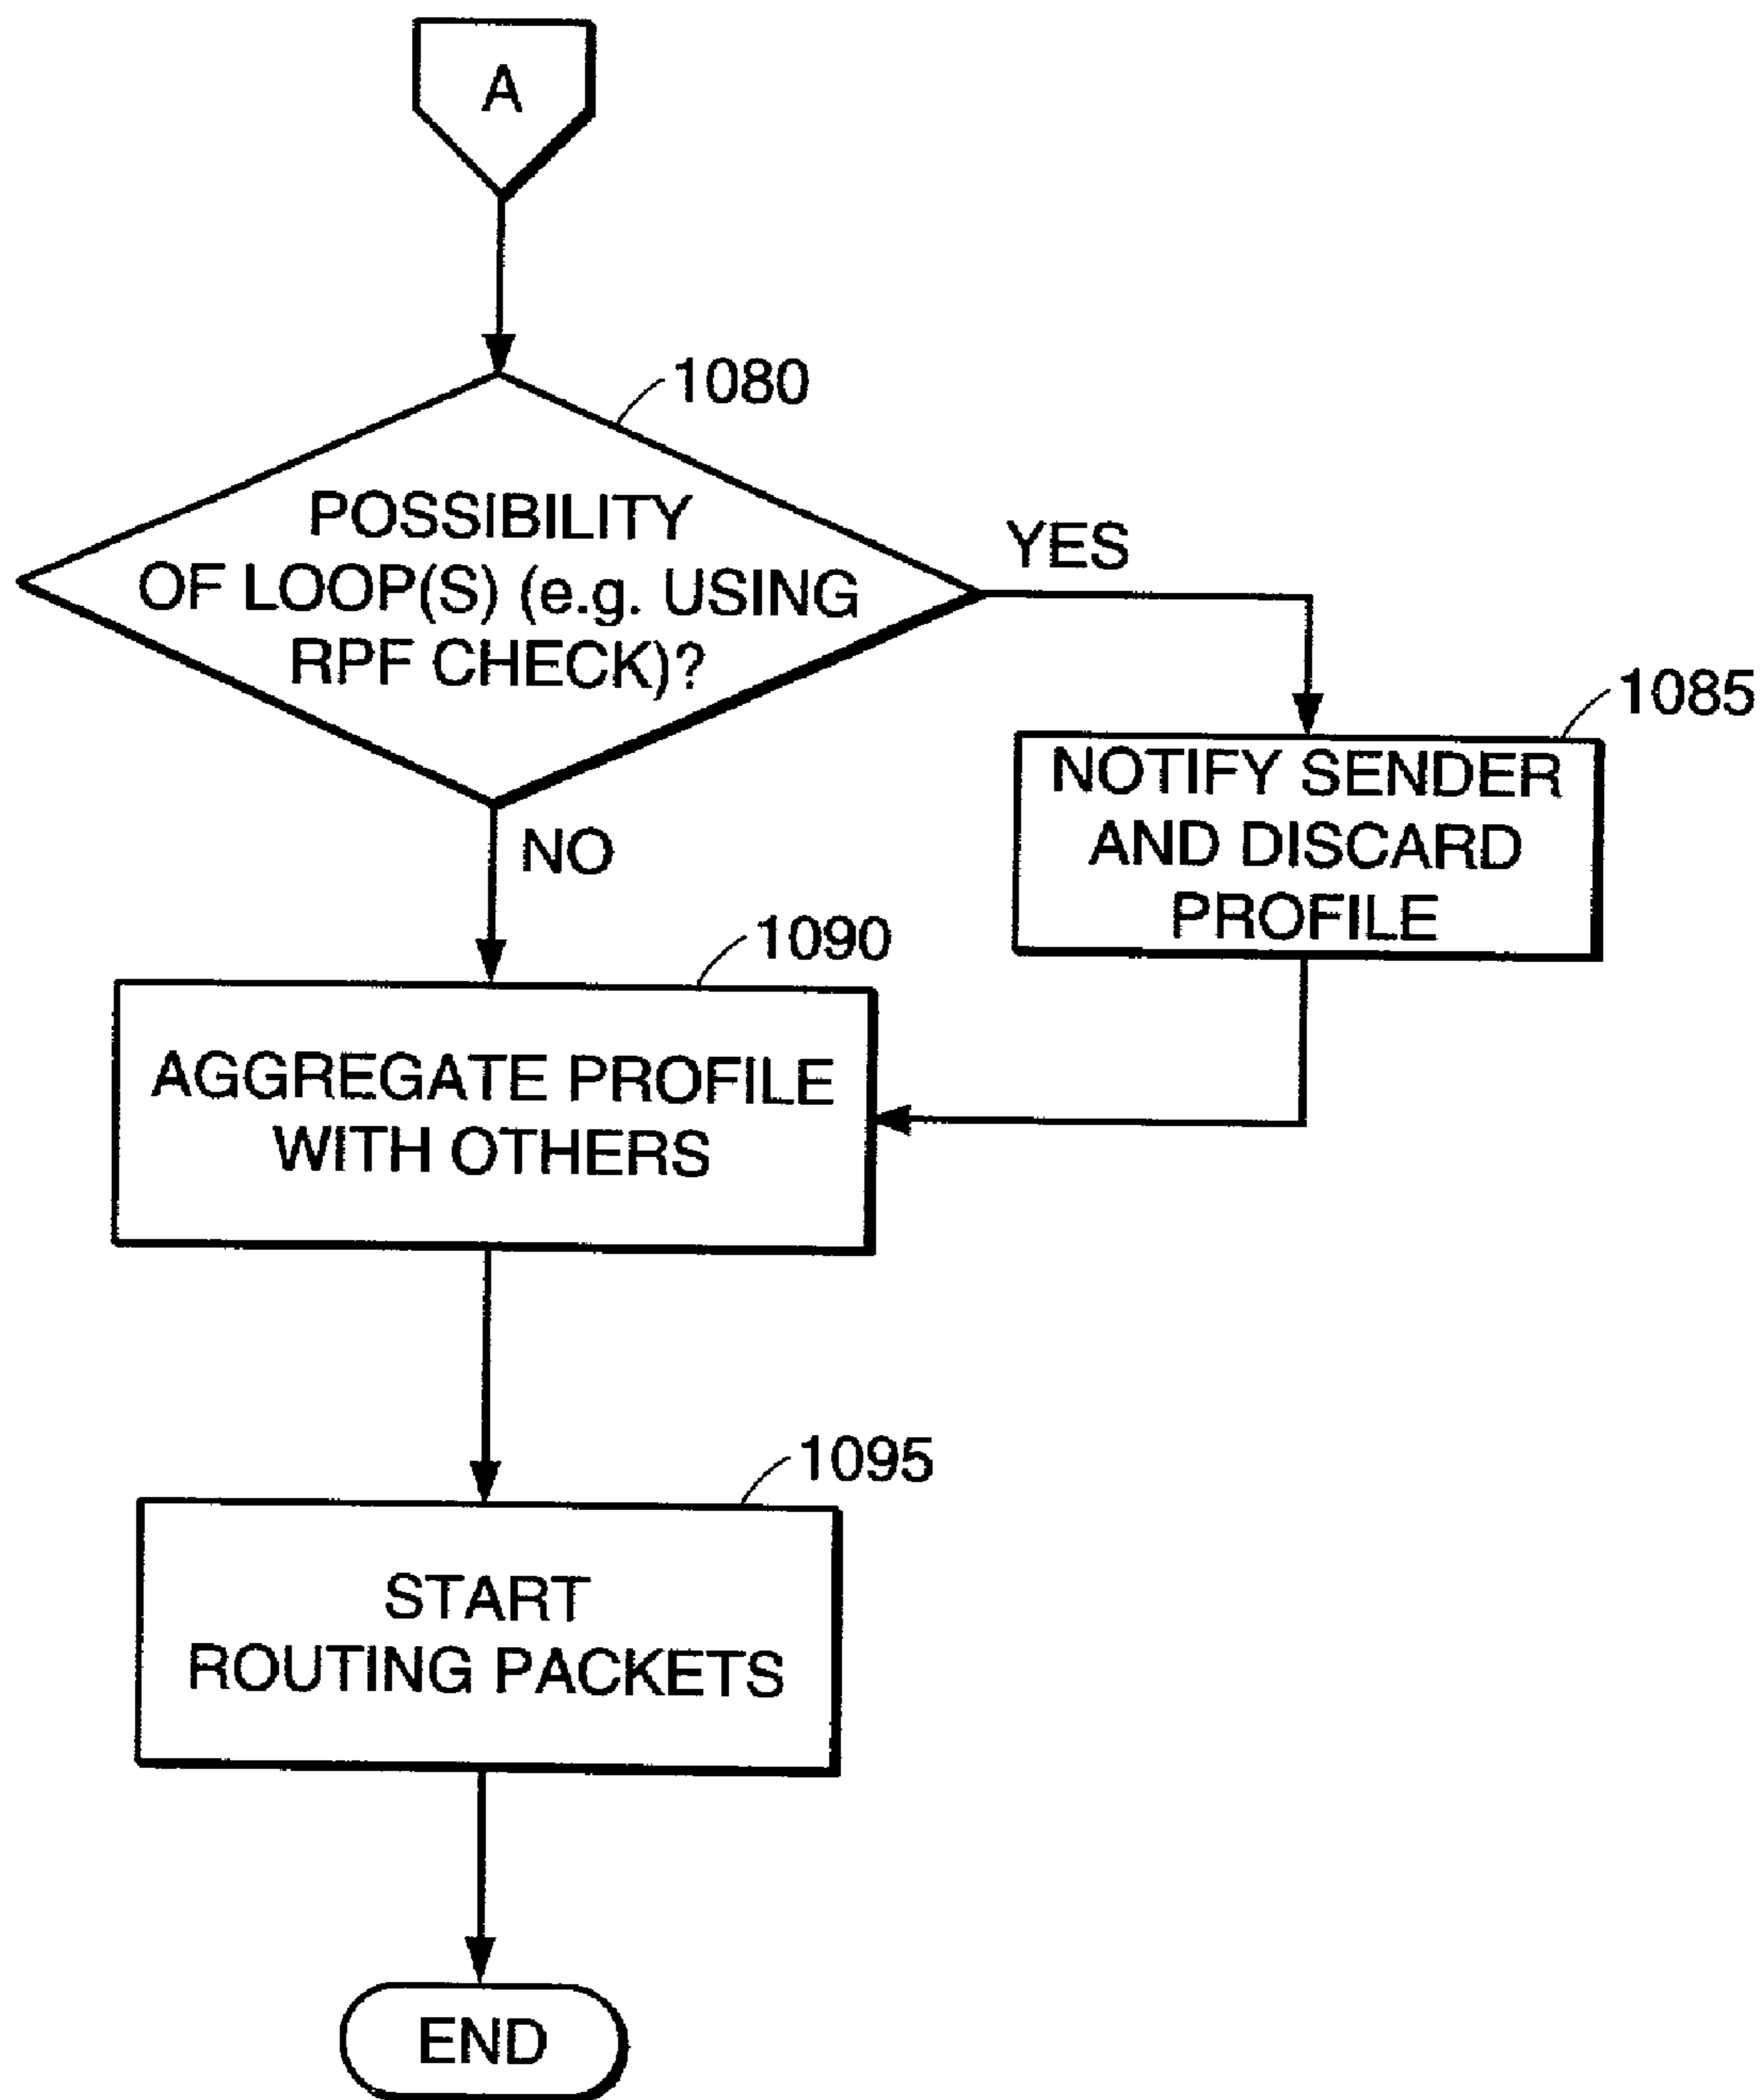 A
1080
POSSIBILITY
OF LOOP(S) (e.g. USING
RPF CHECK)?
YES
1085
NOTIFY SENDER
AND DISCARD
PROFILE
NO
1090
AGGREGATE PROFILE
WITH OTHERS
1095
START
ROUTING PACKETS
END